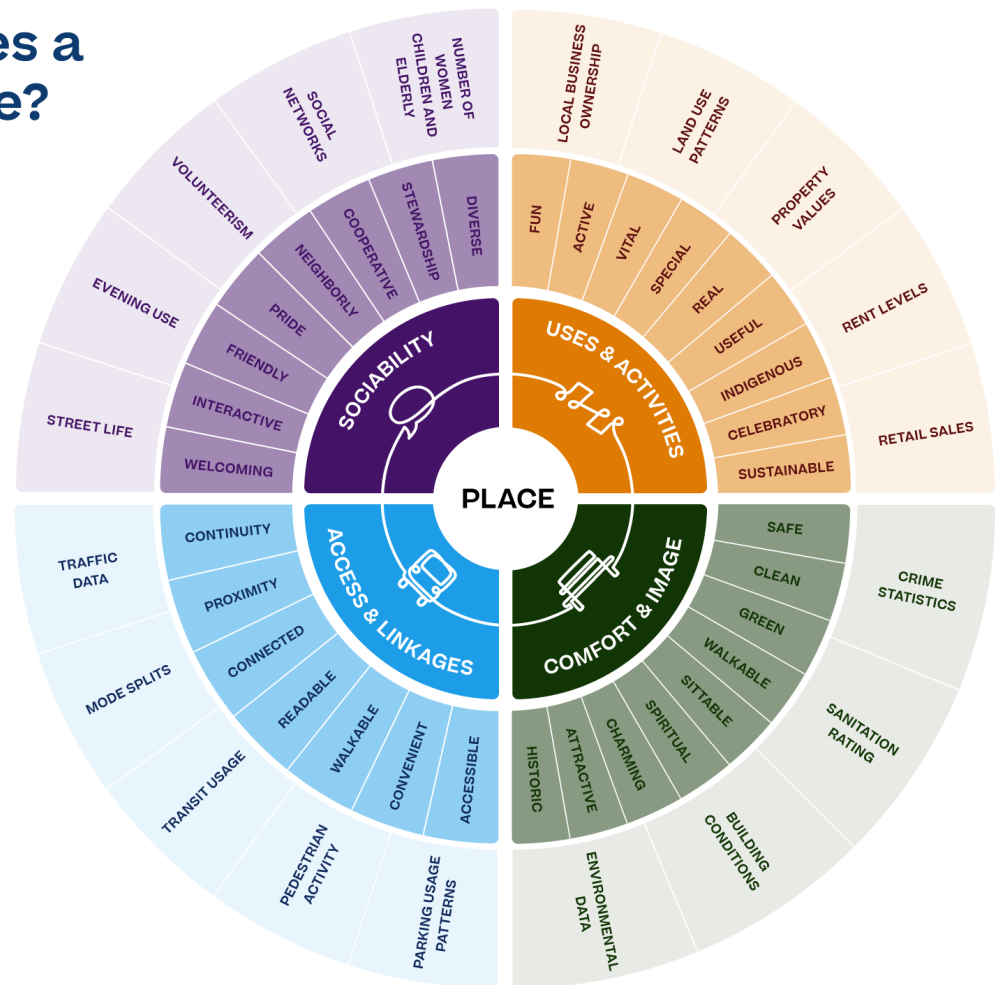 es a
e?
NUMBER OF
WOMEN
CHILDREN AND
ELDERLY
SOCIAL
NETWORKS
VOLUNTEERISM
EVENING USE
STREET LIFE
DIVERSE
STEWARDSHIP
COOPERATIVE
NEIGHBORLY
PRIDE
FRIENDLY
INTERACTIVE
WELCOMING
SOCIABILITY
LOCAL BUSINESS
OWNERSHIP
LAND USE
PATTERNS
PROPERTY
VALUES
RENT LEVELS
RETAIL SALES
FUN
ACTIVE
VITAL
SPECIAL
REAL
USEFUL
INDIGENOUS
CELEBRATORY
SUSTAINABLE
USES & ACTIVITIES
PLACE
ACCESS & LINKAGES
CONTINUITY
PROXIMITY
CONNECTED
READABLE
WALKABLE
CONVENIENT
ACCESSIBLE
TRAFFIC
DATA
MODE SPLITS
TRANSIT USAGE
PEDESTRIAN
ACTIVITY
PARKING USAGE
PATTERNS
COMFORT & IMAGE
SAFE
CLEAN
GREEN
WALKABLE
SITTABLE
SPIRITUAL
CHARMING
ATTRACTIVE
HISTORIC
CRIME
STATISTICS
SANITATION
RATING
BUILDING
CONDITIONS
ENVIRONMENTAL
DATA